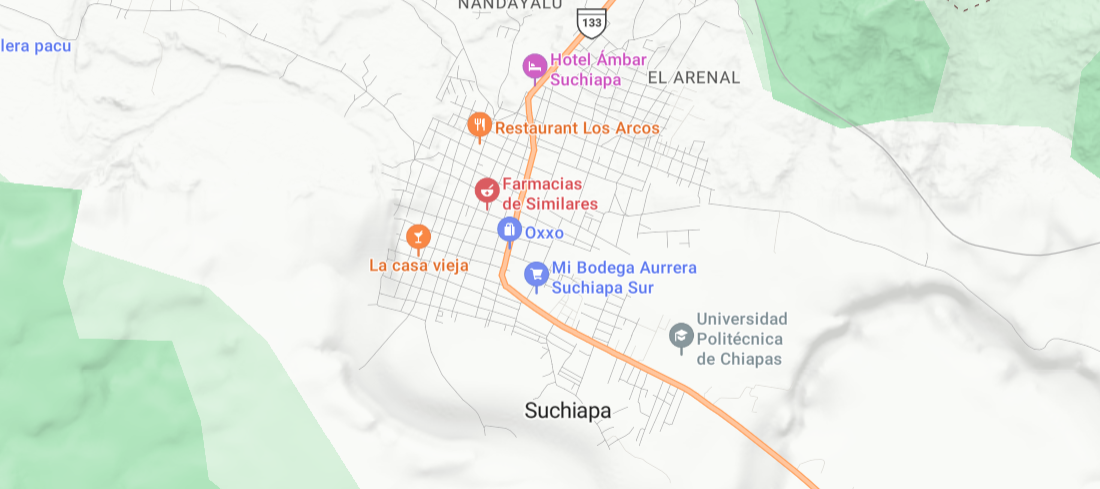 NANDAYALU
133
lera pacu
Hotel Ámbar
Suchiapa
EL ARENAL
Restaurant Los Arcos
Farmacias
de Similares
Oxxo
La casa vieja
Mi Bodega Aurrera
Suchiapa Sur
Universidad
Politécnica
de Chiapas
Suchiapa